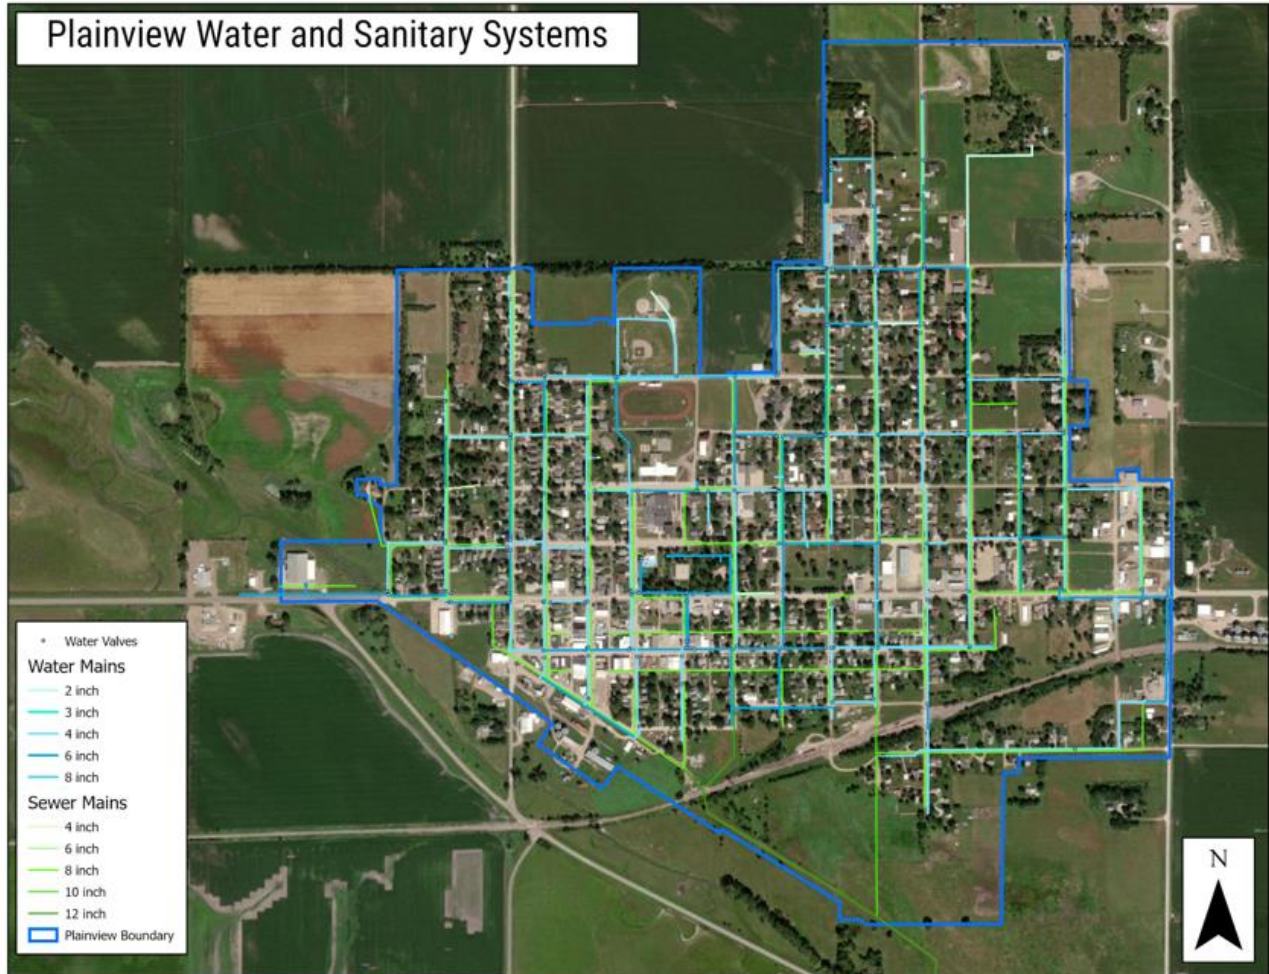 Plainview Water and Sanitary Systems
Water Valves
Water Mains
2 inch
3 inch
4 inch
6 inch
8 inch
Sewer Mains
4 inch
6 inch
8 inch
10 inch
12 inch
Plainview Boundary
N